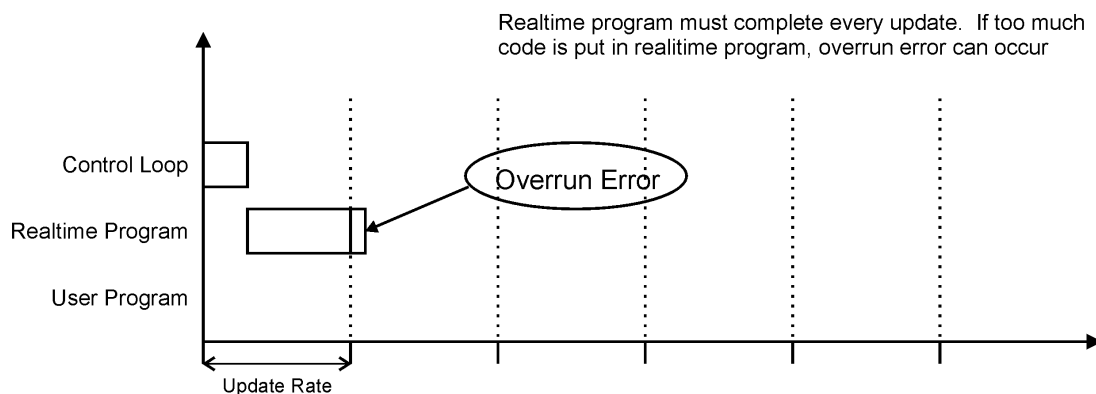 Realtime program must complete every update. If too much
code is put in realitime program, overrun error can occur
Control Loop
Overrun Error
Realtime Program
User Program
Update Rate